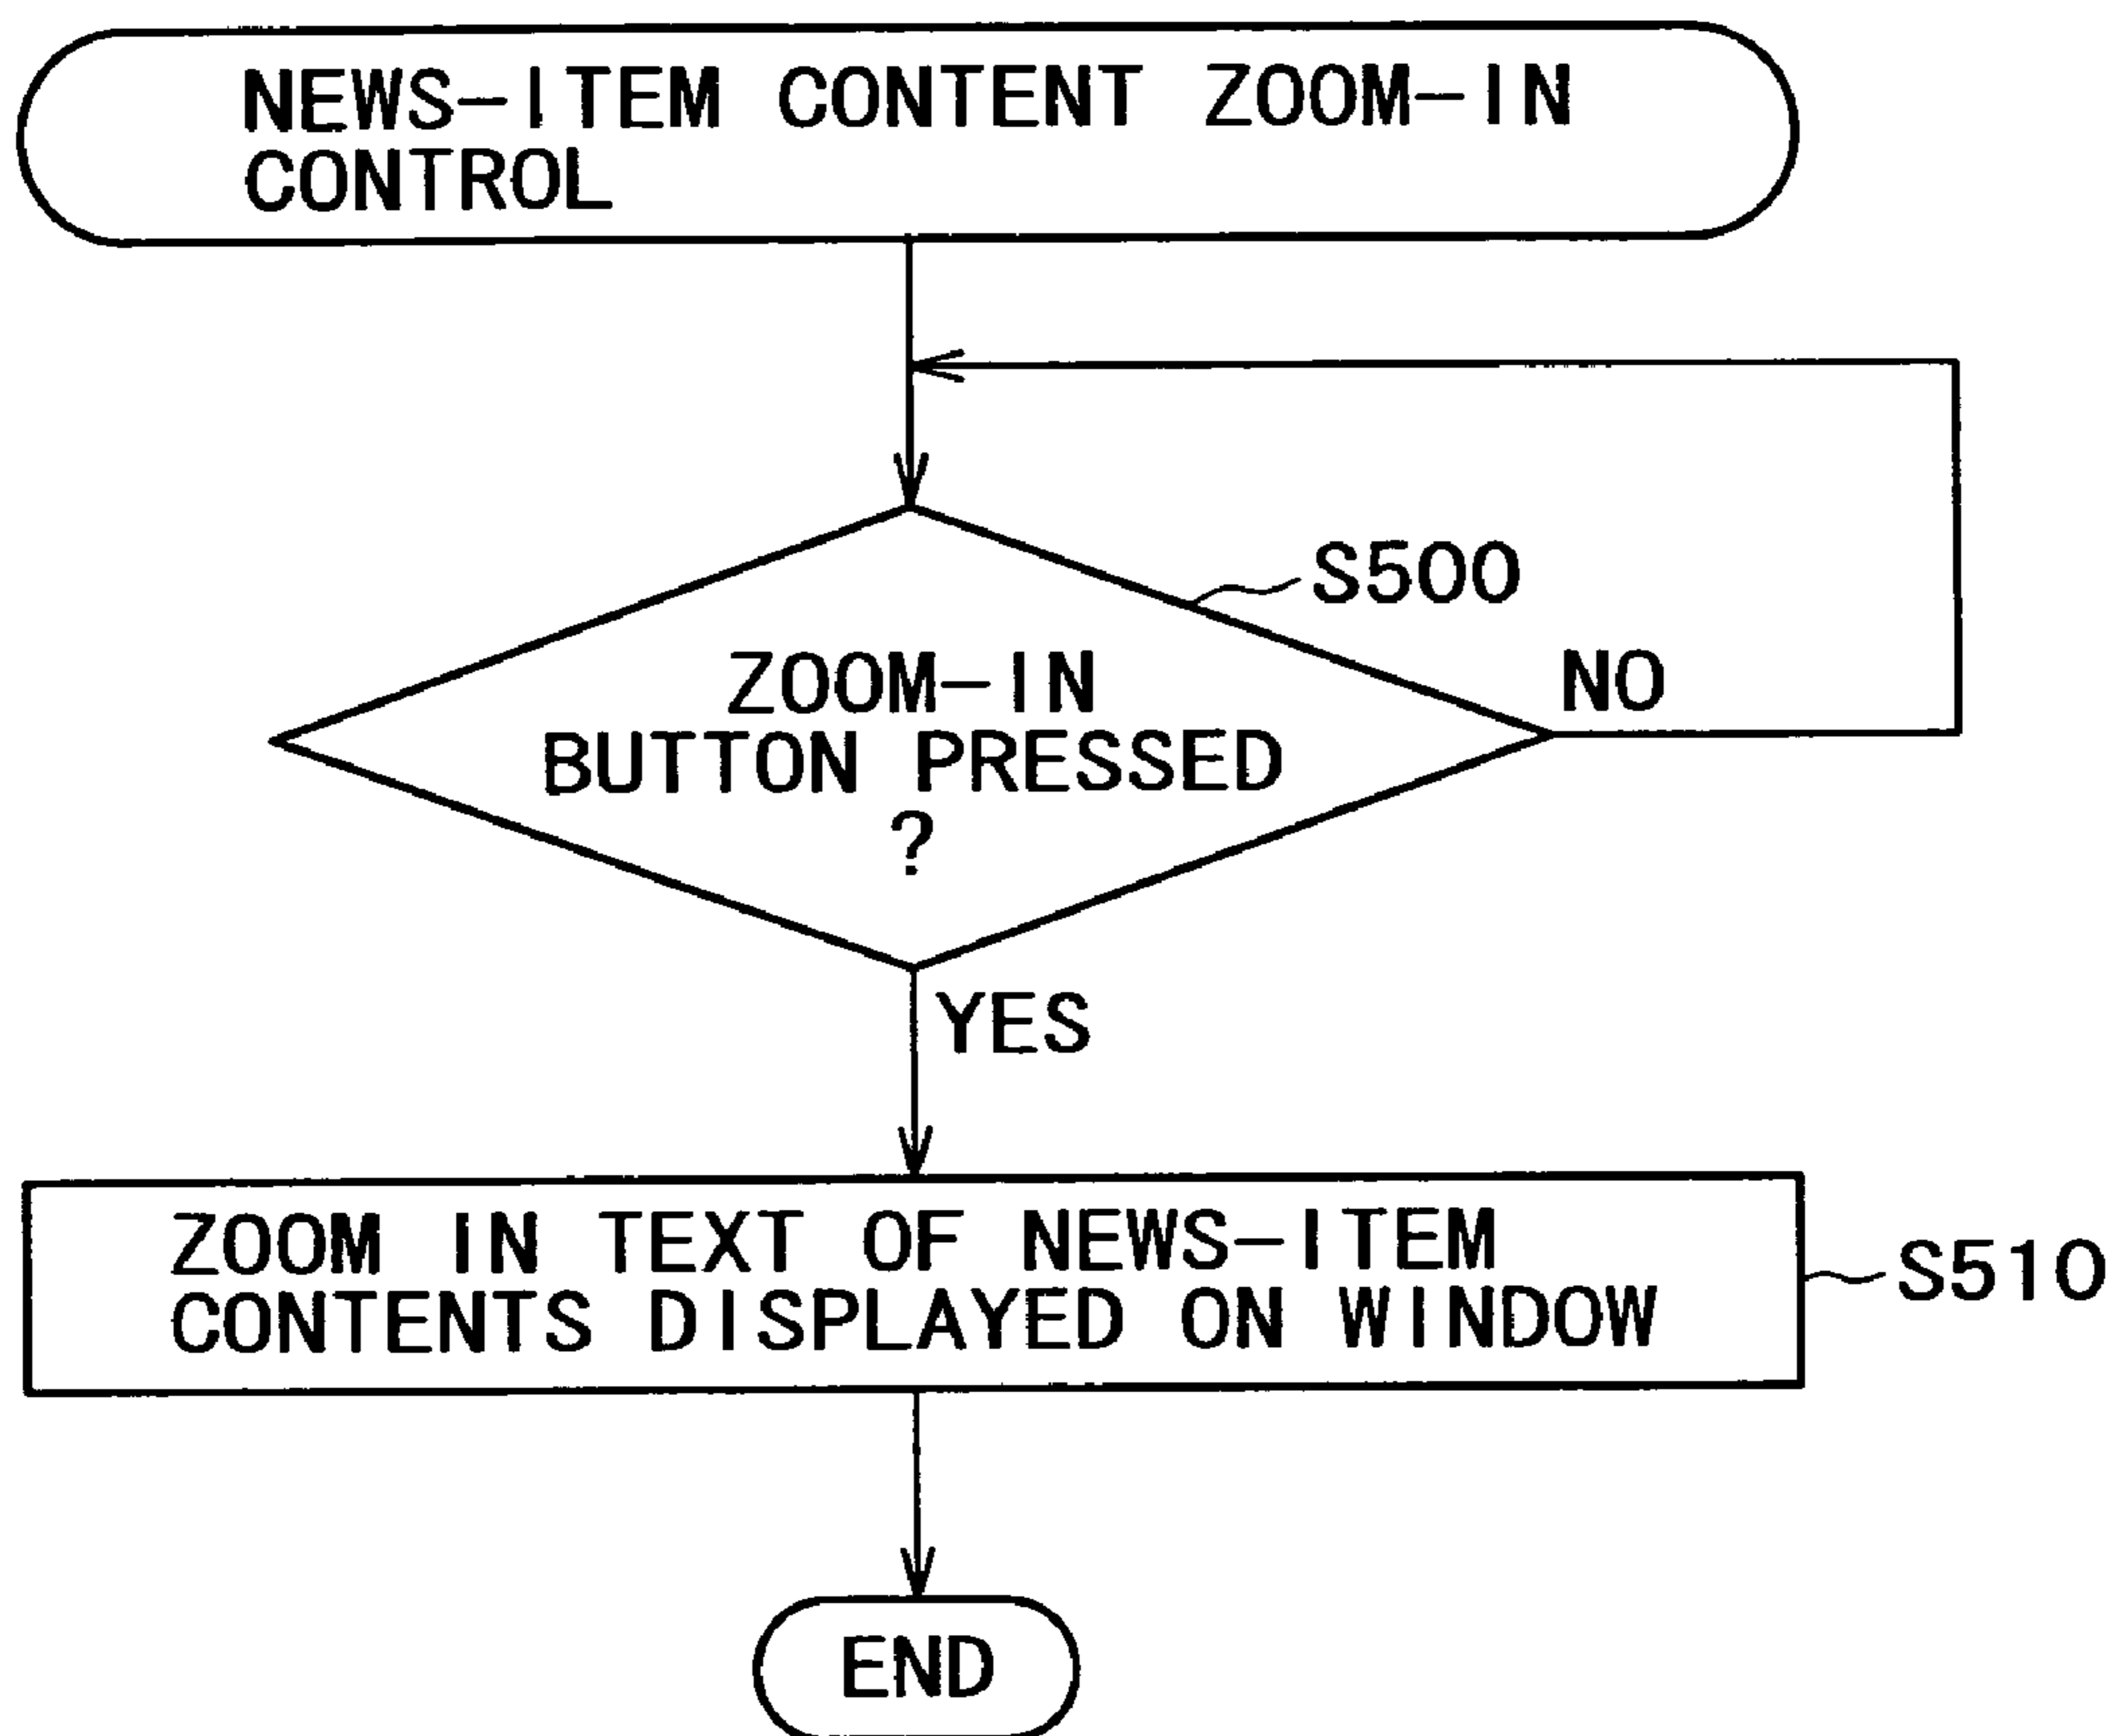 NEWS-ITEM CONTENT ZOOM-IN
CONTROL
S500
ZOOM-IN
BUTTON PRESSED
?
NO
YES
ZOOM IN TEXT OF NEWS-ITEM
CONTENTS DISPLAYED ON WINDOW
S510
END